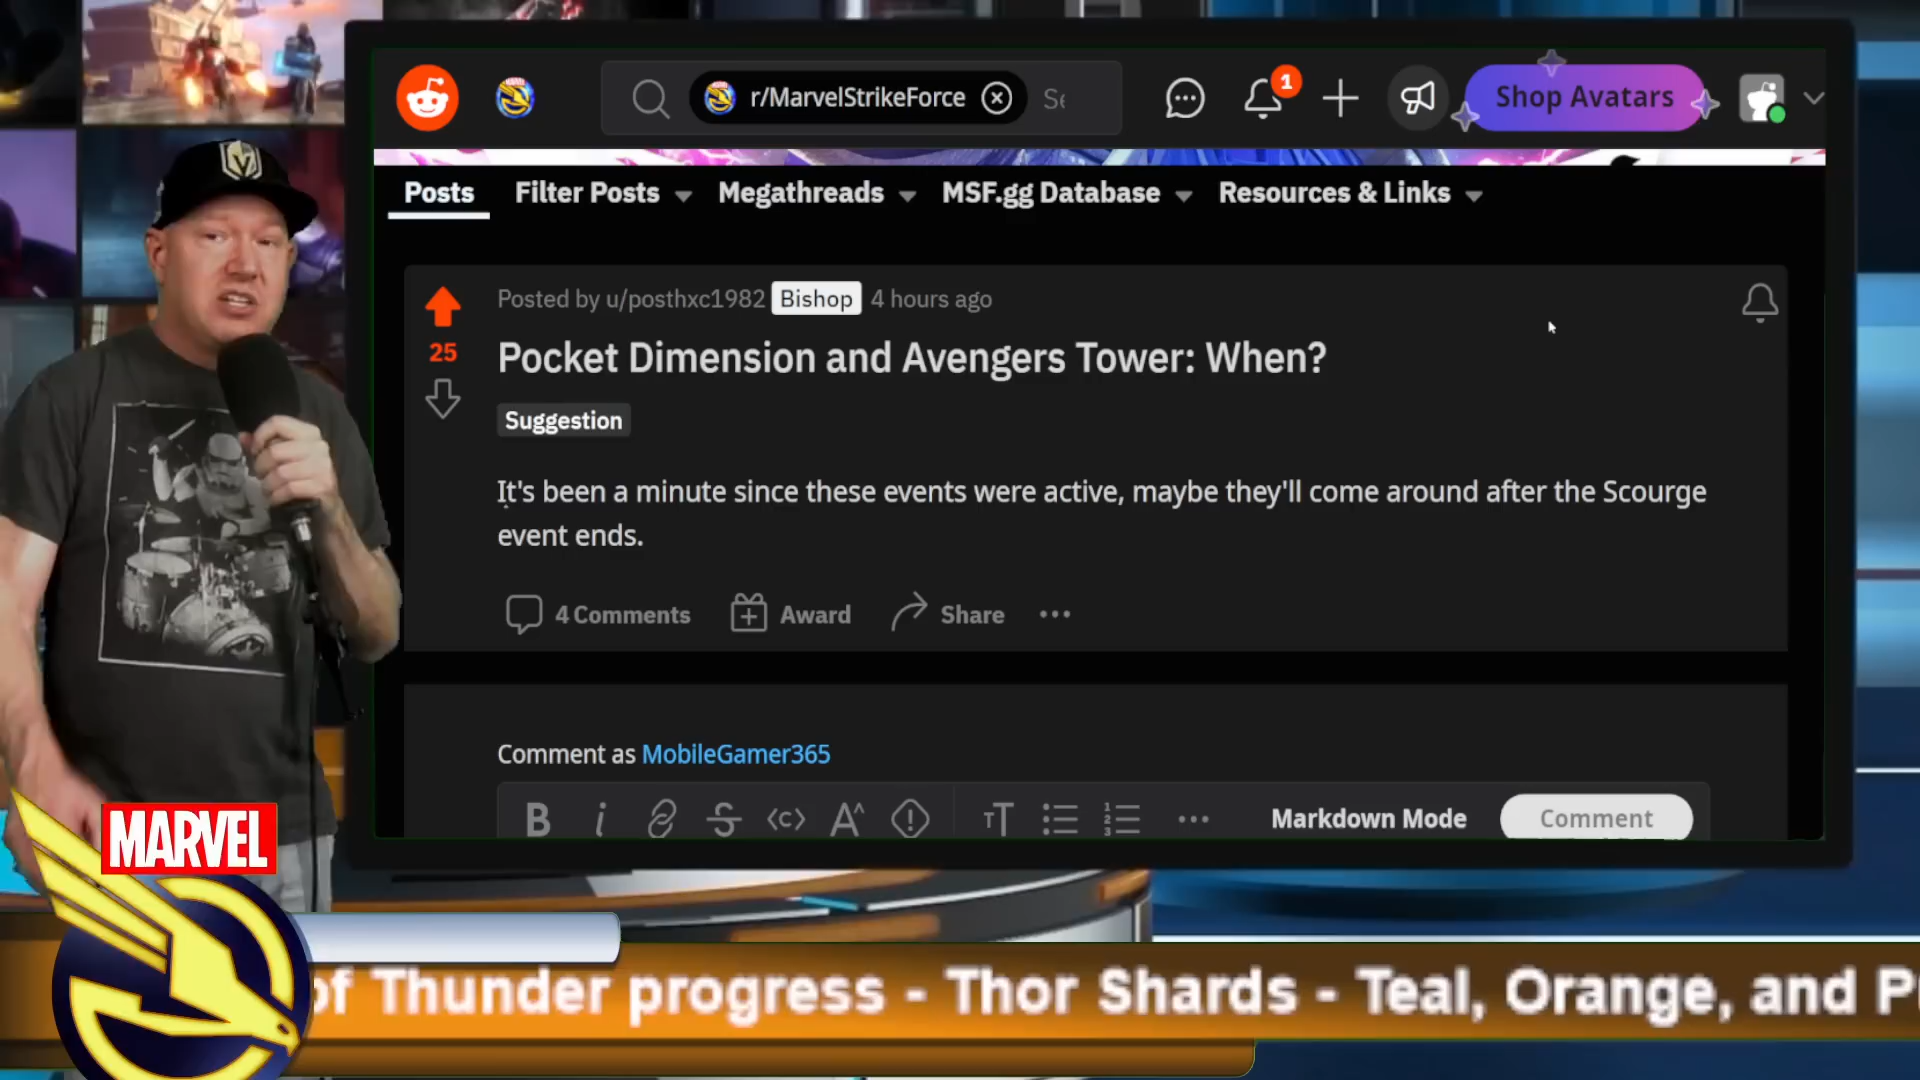 r/MarvelStrikeForce
Se
1
Shop Avatars
Posts
Filter Posts
Megathreads
MSF.gg Database
Resources & Links
Posted by u/posthxc1982 Bishop 4 hours ago
25
Pocket Dimension and Avengers Tower: When?
Suggestion
It's been a minute since these events were active, maybe they'll come around after the Scourge
event ends.
4 Comments
Award
Share
Comment as MobileGamer365
Markdown Mode
Comment
MARVEL
of Thunder progress - Thor Shards - Teal, Orange, and P